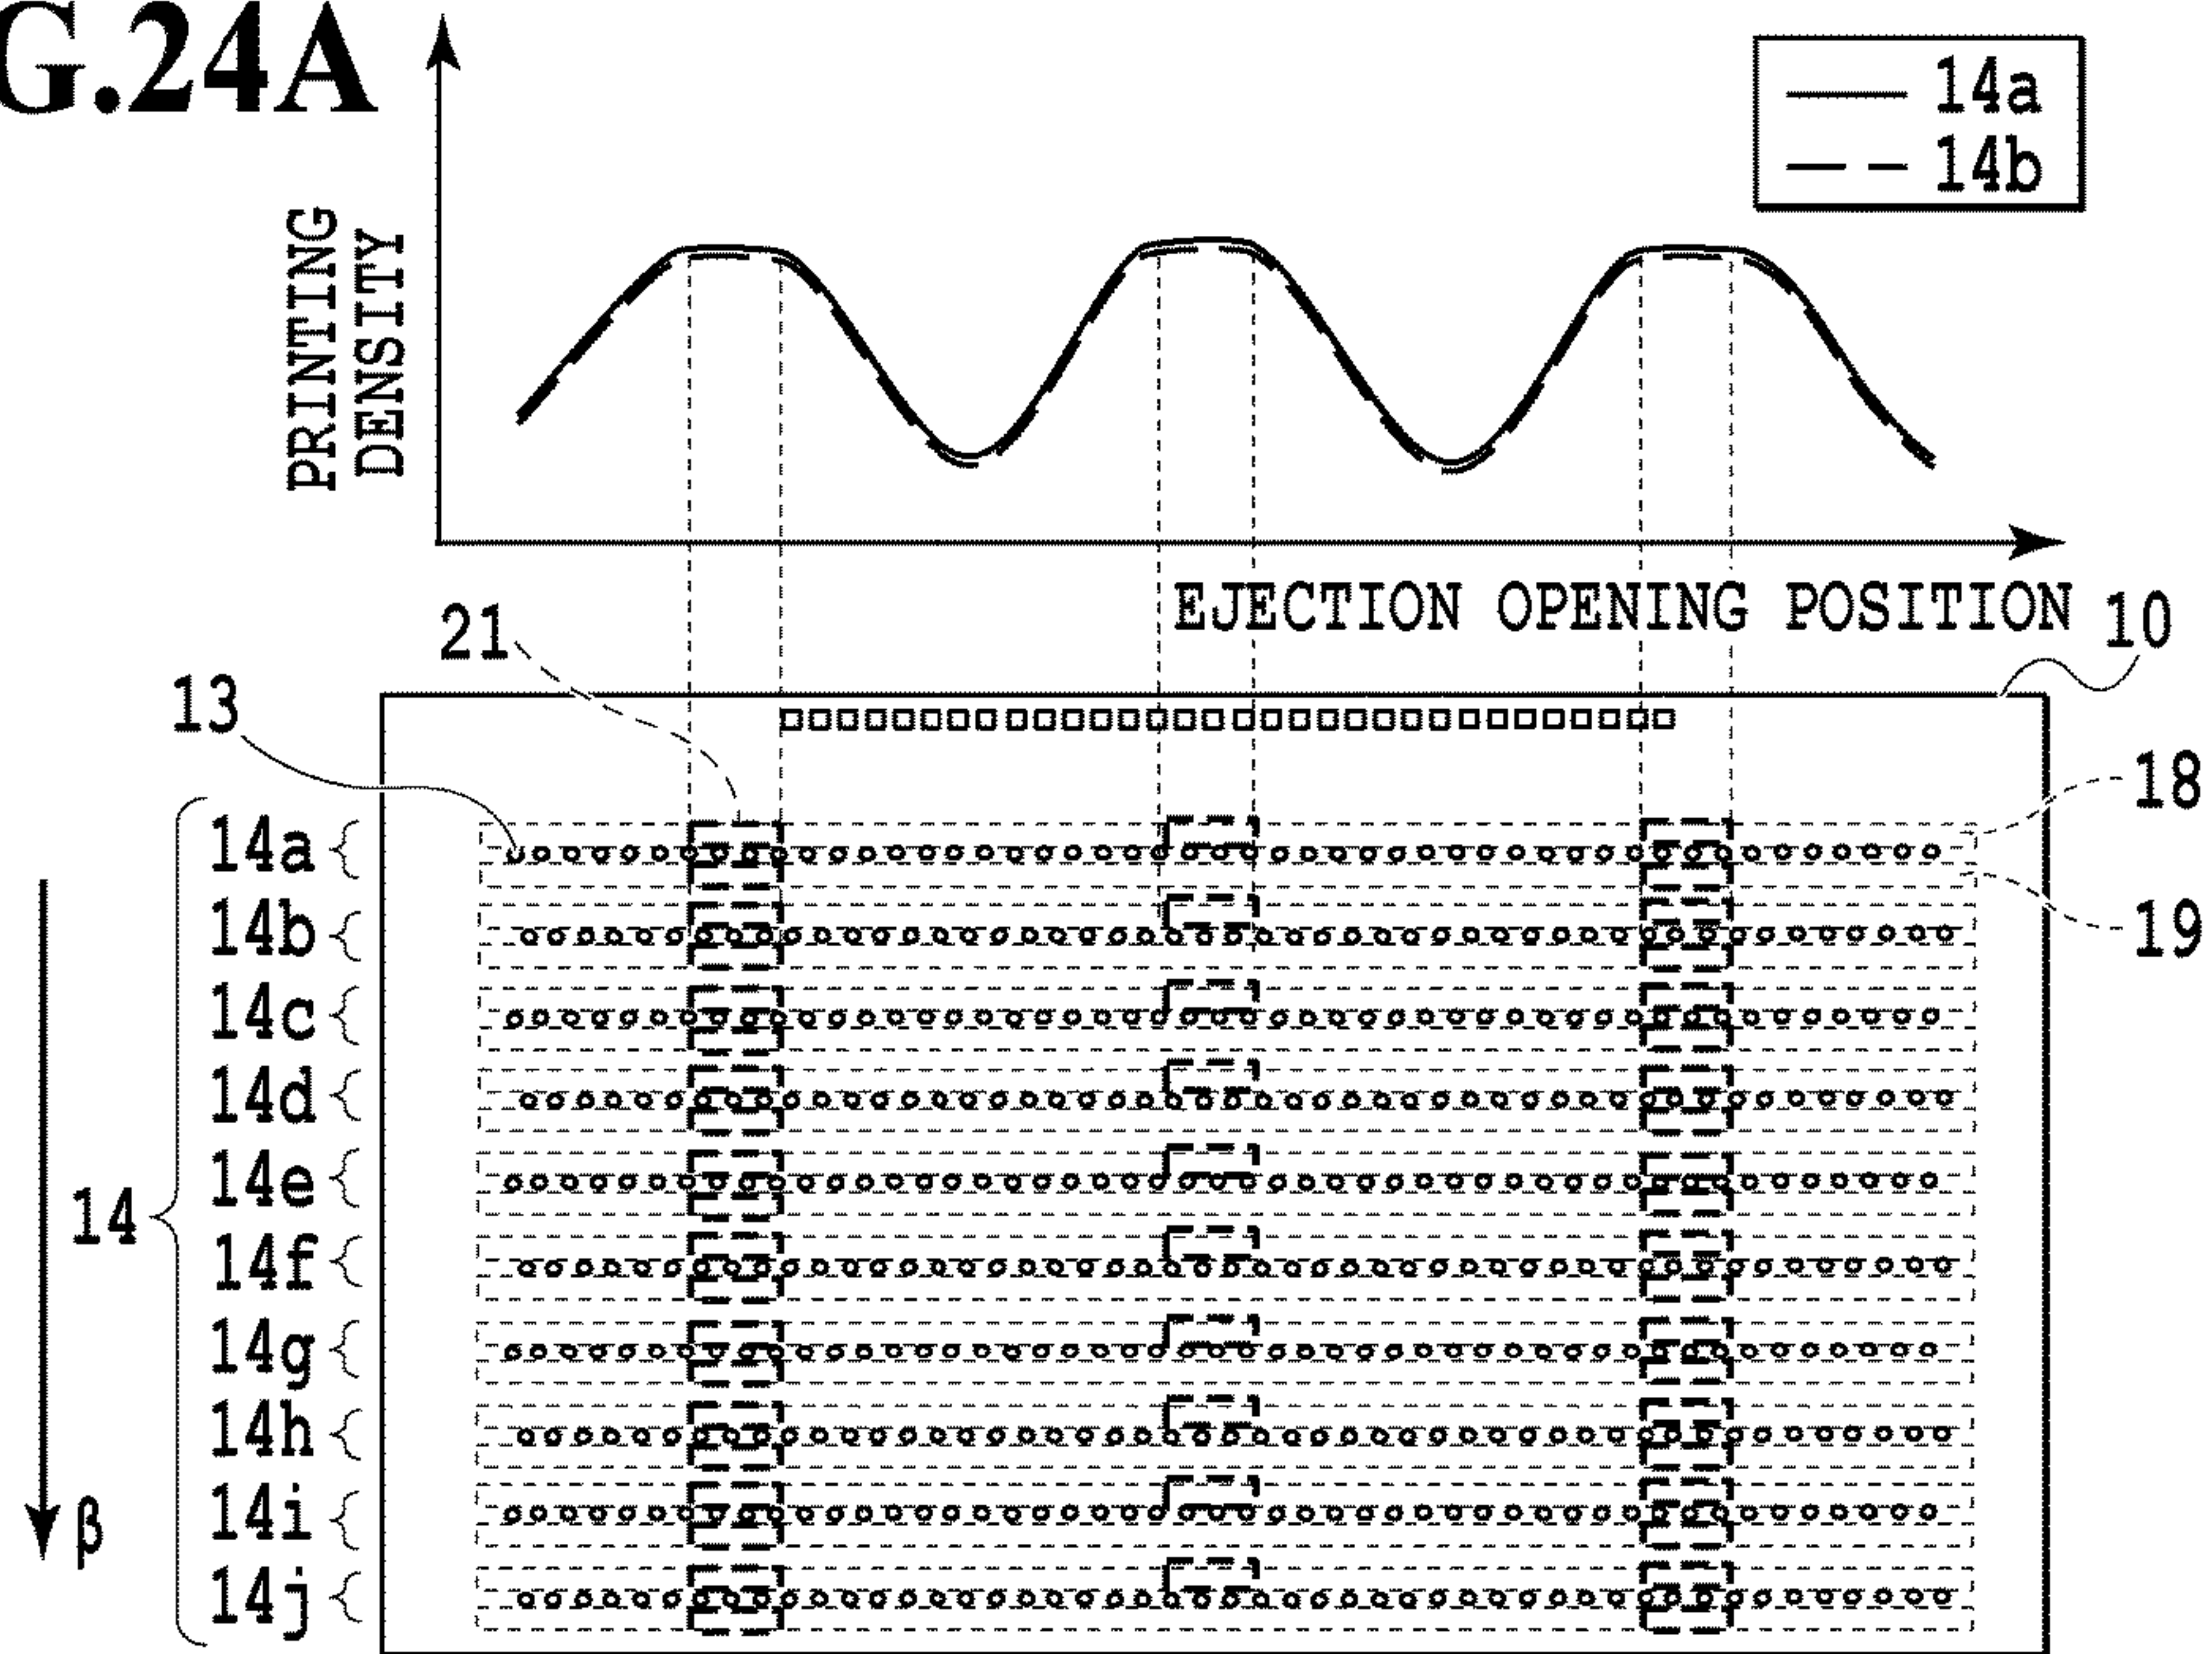 G.24A
14a
14b
PRINTING
DENSITY
EJECTION OPENING POSITION
10
21
13
18
19
14
14a
14b
14c
14d
14e
14f
14g
14h
14i
14j
β